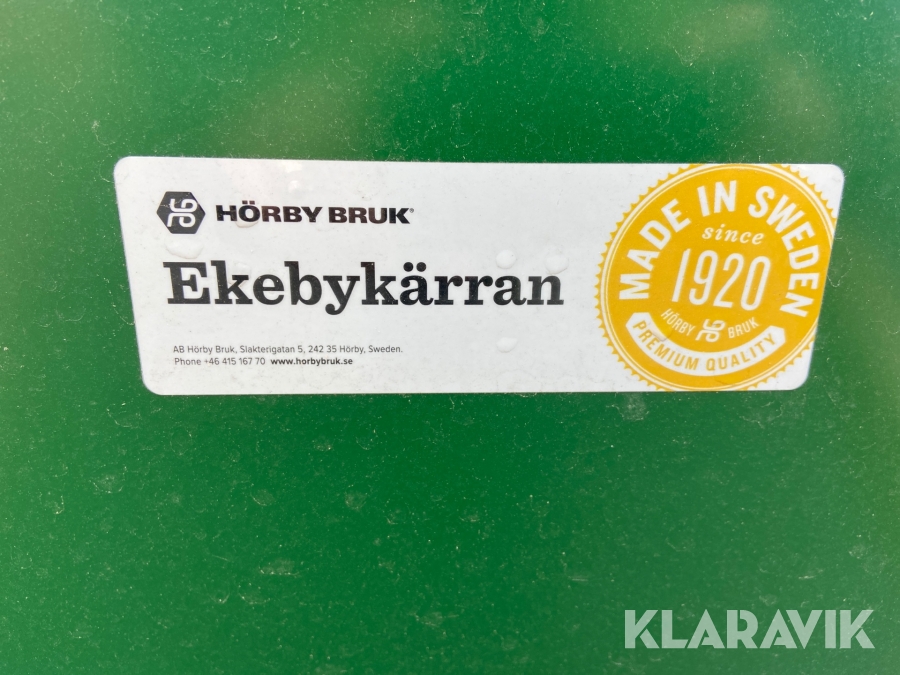 HÖRBY BRUK®
Ekebykärran
AB Hörby Bruk, Slakterigatan 5, 242 35 Hörby, Sweden.
Phone +46 415 167 70 www.horbybruk.se
MADE IN SWEDEN
since
1920
HÖRBY BRUK
PREMIUM QUALITY
KLARAVIK